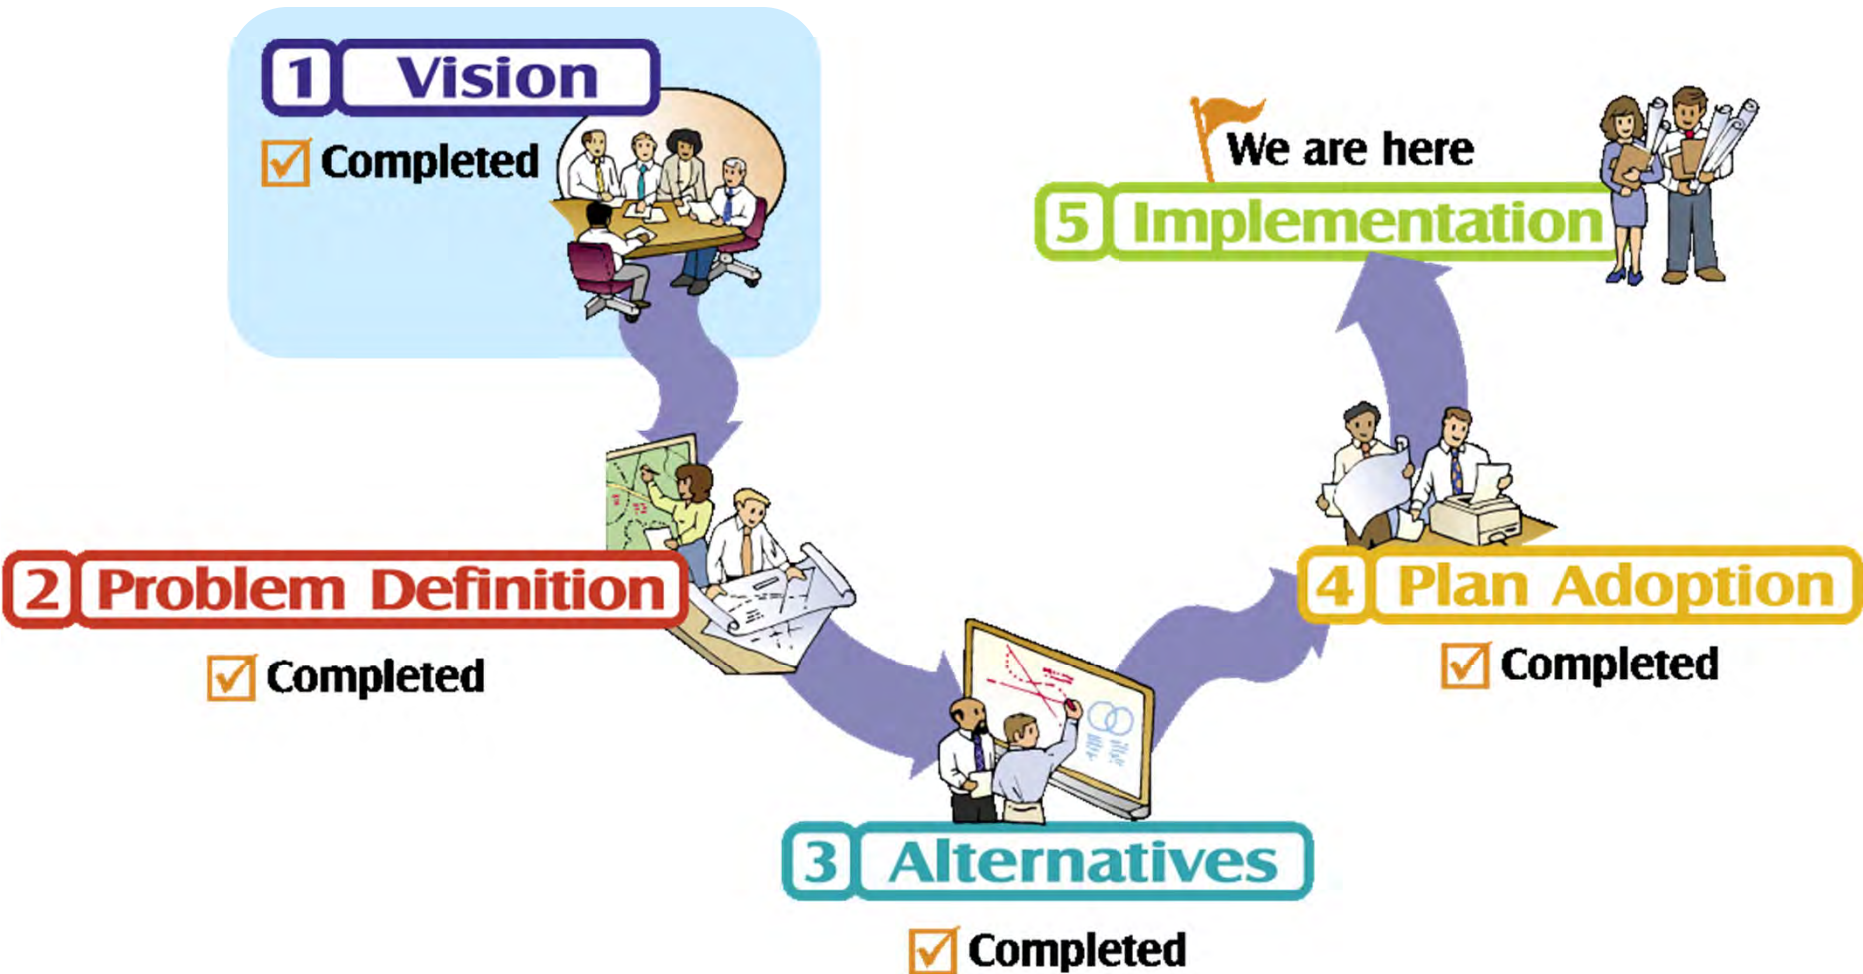 1 Vision
Completed
2 Problem Definition
Completed
3 Alternatives
Completed
4 Plan Adoption
Completed
We are here
5 Implementation